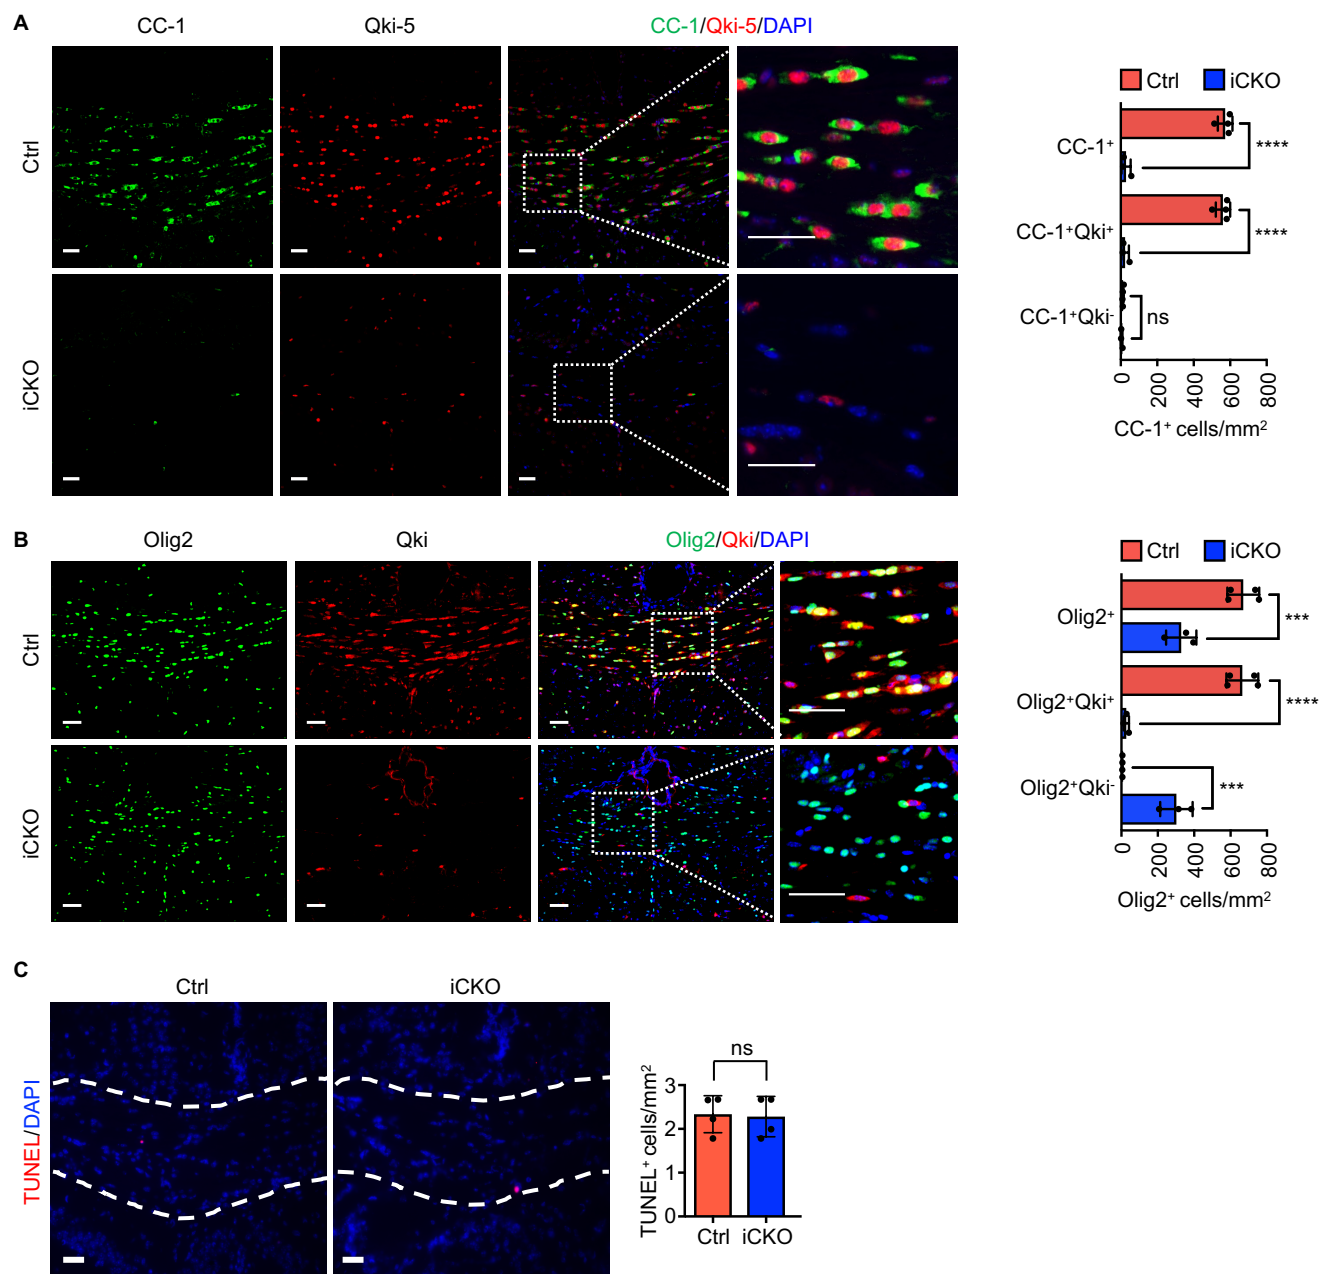 A
CC-1
Qki-5
CC-1/Qki-5/DAPI
Ctrl
iCKO
Ctrl
iCKO
CC-1⁺
****
CC-1⁺Qki⁺
****
CC-1⁺Qki⁻
ns
0
200
400
600
800
CC-1⁺ cells/mm²
B
Olig2
Qki
Olig2/Qki/DAPI
Ctrl
iCKO
Ctrl
iCKO
Olig2⁺
***
Olig2⁺Qki⁺
****
Olig2⁺Qki⁻
***
0
200
400
600
800
Olig2⁺ cells/mm²
C
Ctrl
iCKO
TUNEL/DAPI
ns
TUNEL⁺ cells/mm²
3
2
1
0
Ctrl
iCKO